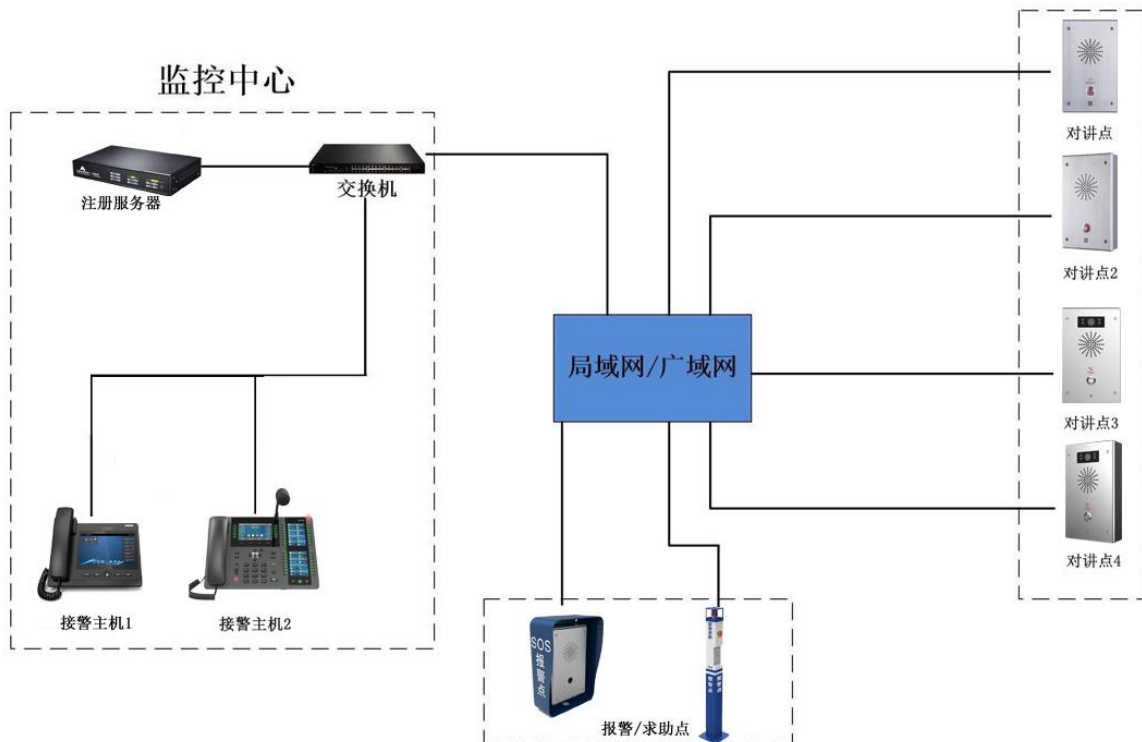 监控中心
注册服务器
交换机
接警主机1
接警主机2
局域网/广域网
对讲点
对讲点2
对讲点3
对讲点4
SOS
报
警
点
报警/求助点